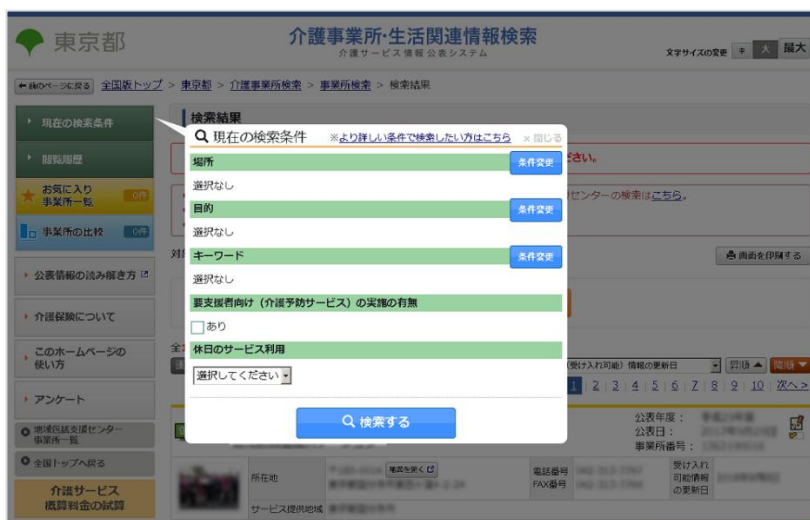 東京都
介護事業所･生活関連情報検索
介護サービス情報公表システム
文字サイズの変更 中 大 最大
前のページに戻る 全国版トップ > 東京都 > 介護事業所検索 > 事業所検索 > 検索結果
現在の検索条件
閲覧履歴
お気に入り
事業所一覧
0件
事業所の比較 0件
公表情報の読み解き方
介護保険について
このホームページの
使い方
アンケート
地域包括支援センター
事業所一覧
全国トップへ戻る
介護サービス
概算料金の試算
検索結果
ださい。
センターの検索はこちら。
画面を印刷する
現在の検索条件 ※より詳しい条件で検索したい方はこちら ×閉じる
場所 条件変更
選択なし
目的 条件変更
選択なし
キーワード 条件変更
選択なし
要支援者向け（介護予防サービス）の実施の有無
あり
休日のサービス利用
選択してください
検索する
(受け入れ可能）情報の更新日 昇順▲ 降順▼
1 | 2 | 3 | 4 | 5 | 6 | 7 | 8 | 9 | 10 | 次へ>
公表年度：
公表日：
事業所番号：
所在地
地図を開く
電話番号
FAX番号
受け入れ
可能情報
の更新日
サービス提供地域